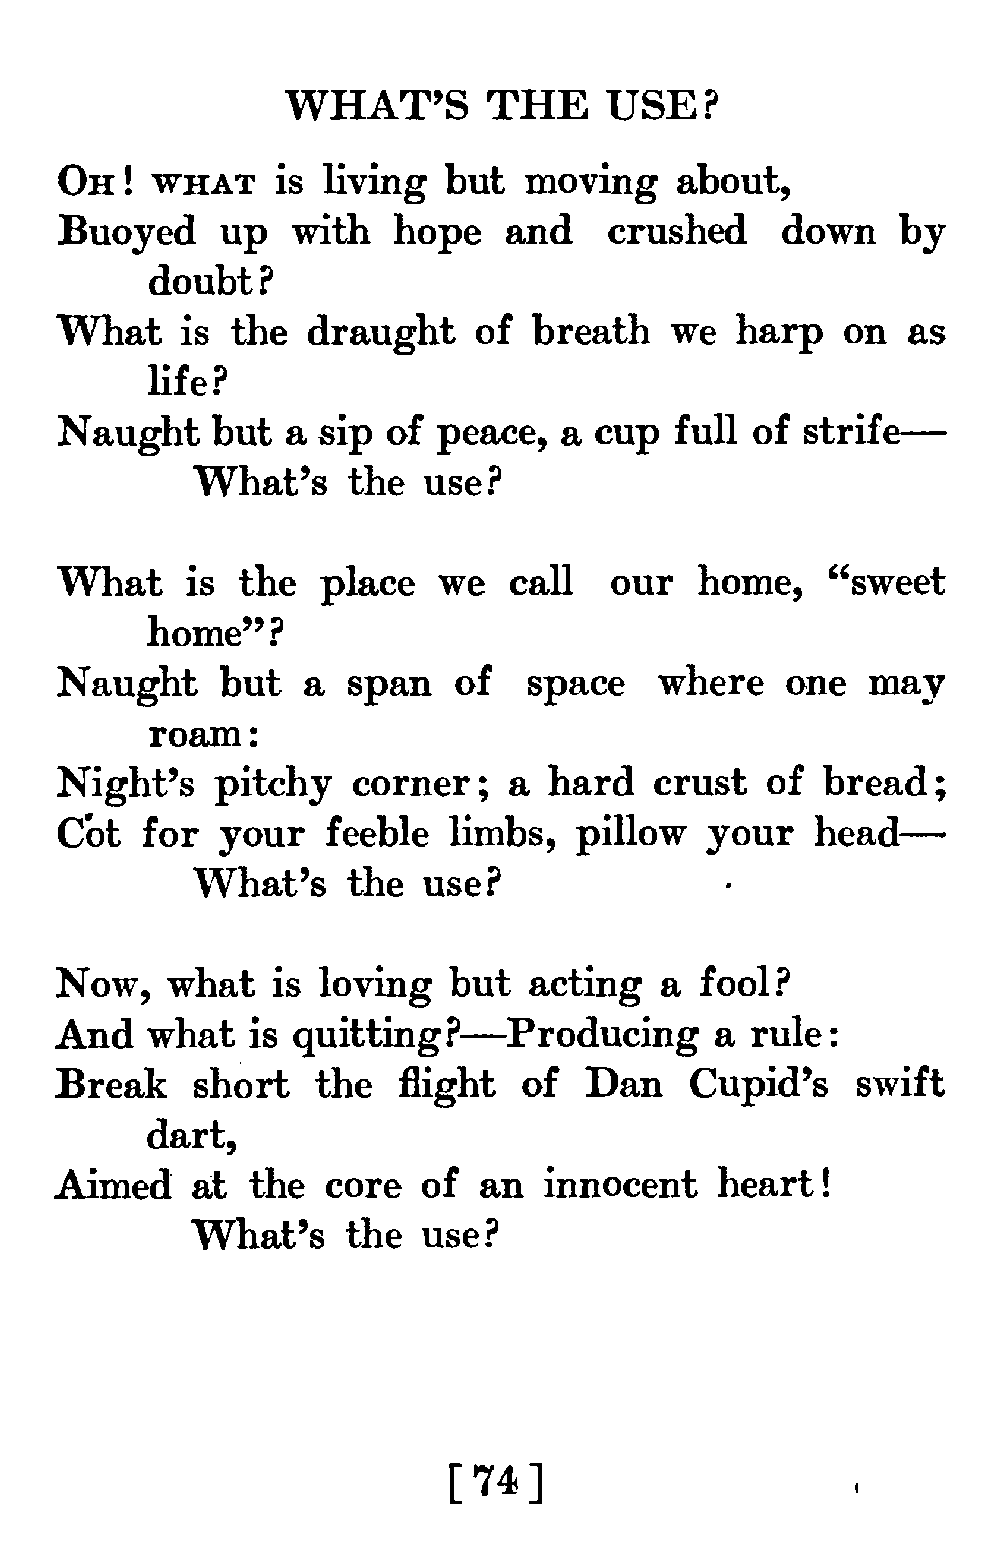 WHAT'S THE USE?
OH! WHAT is living but moving about,
Buoyed up with hope and crushed down by
doubt?
What is the draught of breath we harp on as
life?
Naught but a sip of peace, a cup full of strife—
What's the use?
What is the place we call our home, “sweet
home”?
Naught but a span of space where one may
roam:
Night's pitchy corner; a hard crust of bread;
Cot for your feeble limbs, pillow your head—
What's the use?
Now, what is loving but acting a fool?
And what is quitting?—Producing a rule:
Break short the flight of Dan Cupid's swift
dart,
Aimed at the core of an innocent heart!
What's the use?
[74]